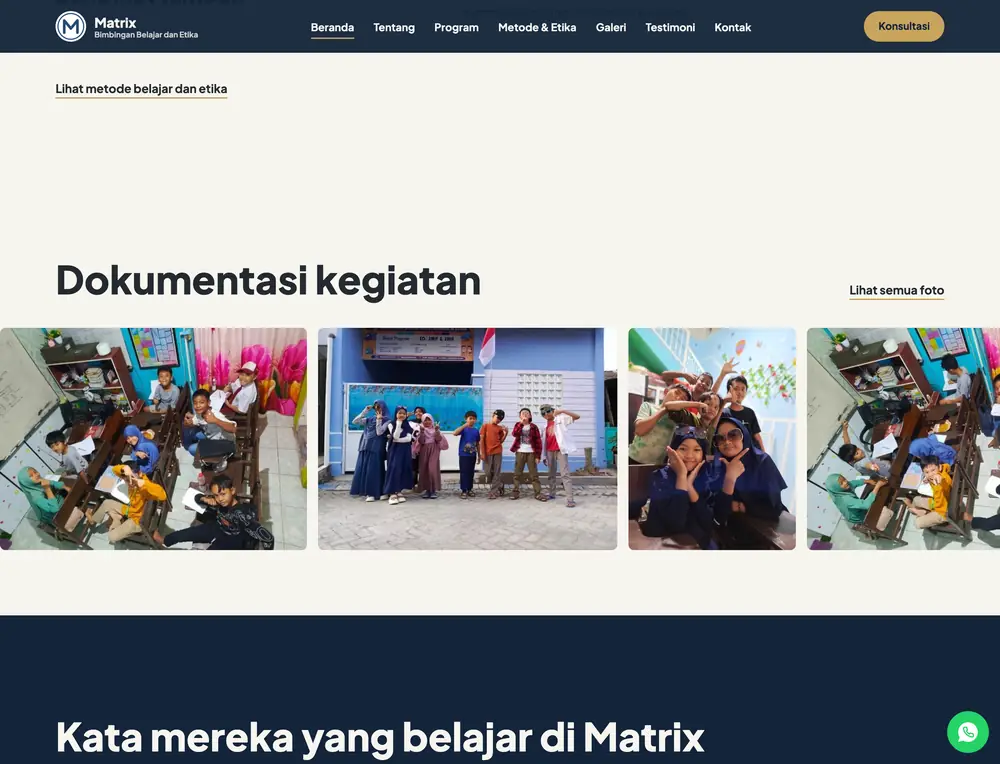 Matrix
Bimbingan Belajar dan Etika
Beranda
Tentang
Program
Metode & Etika
Galeri
Testimoni
Kontak
Konsultasi
Lihat metode belajar dan etika
Dokumentasi kegiatan
Lihat semua foto
Kata mereka yang belajar di Matrix